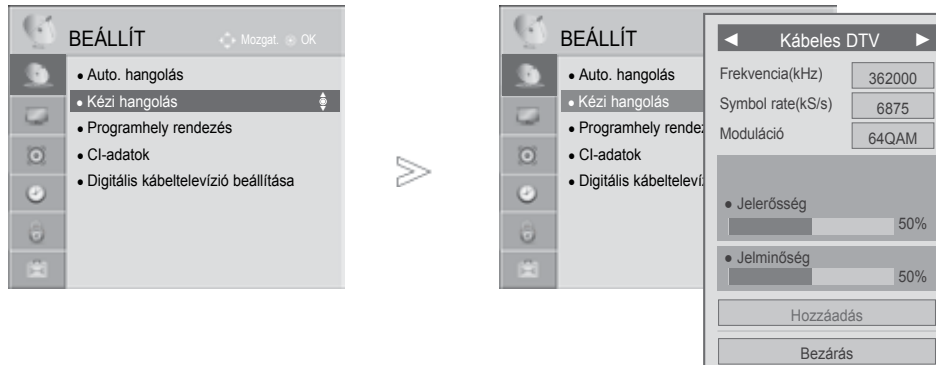 BEÁLLÍT
Mozgat. OK
• Auto. hangolás
• Kézi hangolás
• Programhely rendezés
• CI-adatok
• Digitális kábeltelevízió beállítása
BEÁLLÍT
• Auto. hangolás
• Kézi hangolás
• Programhely rendez
• CI-adatok
• Digitális kábeltelevíz
◄ Kábeles DTV ►
Frekvencia(kHz) 362000
Symbol rate(kS/s) 6875
Moduláció 64QAM
• Jelerősség
50%
• Jelminőség
50%
Hozzáadás
Bezárás